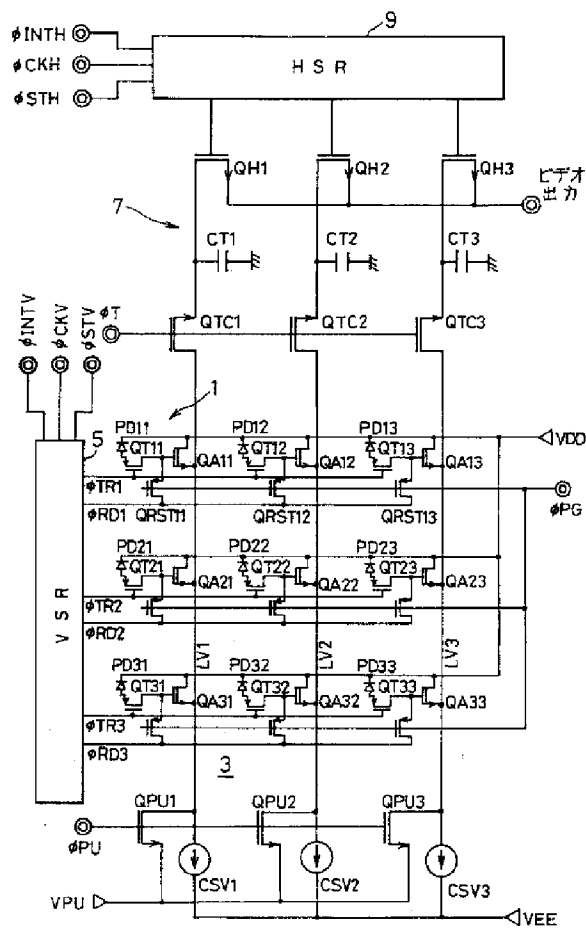 φINTH
φCKH
φSTH
9
H S R
QH1
QH2
QH3
ビデオ
出力
7
CT1
CT2
CT3
φINTV
φCKV
φSTV
φT
QTC1
QTC2
QTC3
1
5
PD11
PD12
PD13
VDD
QT11
QT12
QT13
QA11
QA12
QA13
φTR1
φRD1
QRST11
QRST12
QRST13
φPG
PD21
PD22
PD23
QT21
QT22
QT23
QA21
QA22
QA23
V S R
φTR2
φRD2
LV1
LV2
LV3
PD31
PD32
PD33
QT31
QT32
QT33
QA31
QA32
QA33
φTR3
φRD3
3
QPU1
QPU2
QPU3
φPU
CSV1
CSV2
CSV3
VPU
VEE